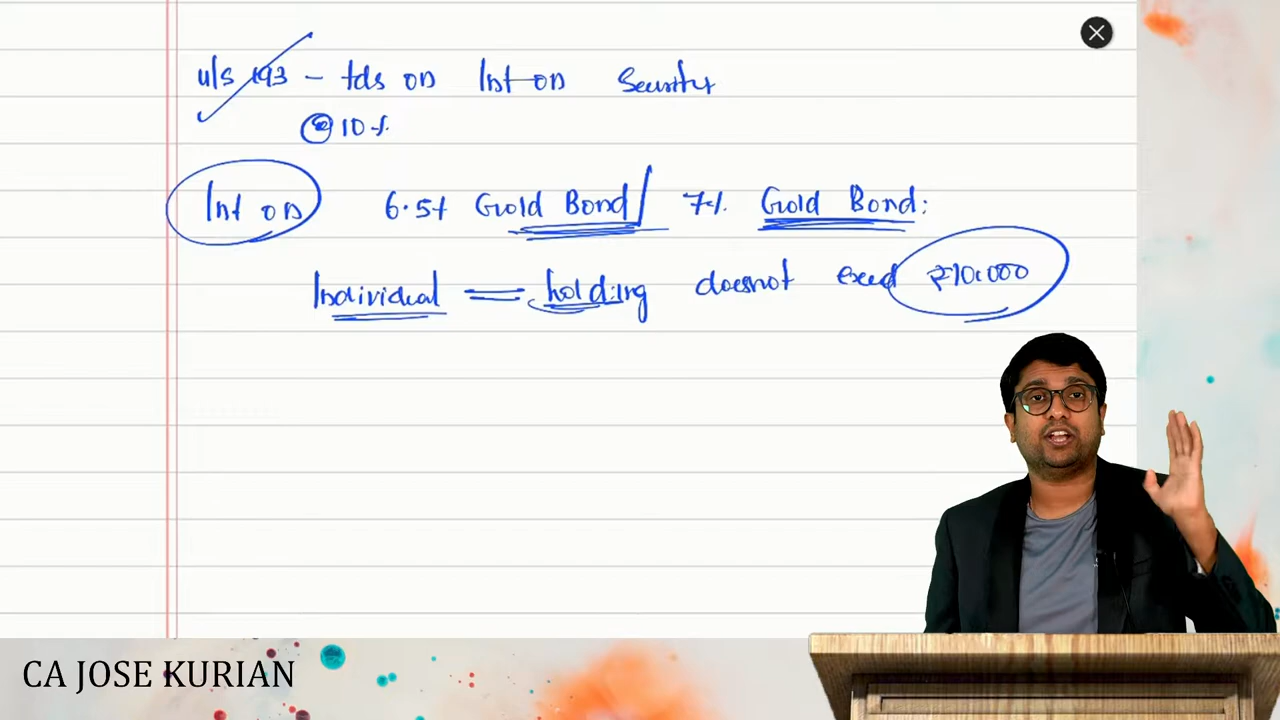 u/s 193 - tds on Int on Securities
@ 10%
Int on 6.5% Gold Bond / 7% Gold Bond:
Individual = holding doesnot exceed ₹10,000
CA JOSE KURIAN